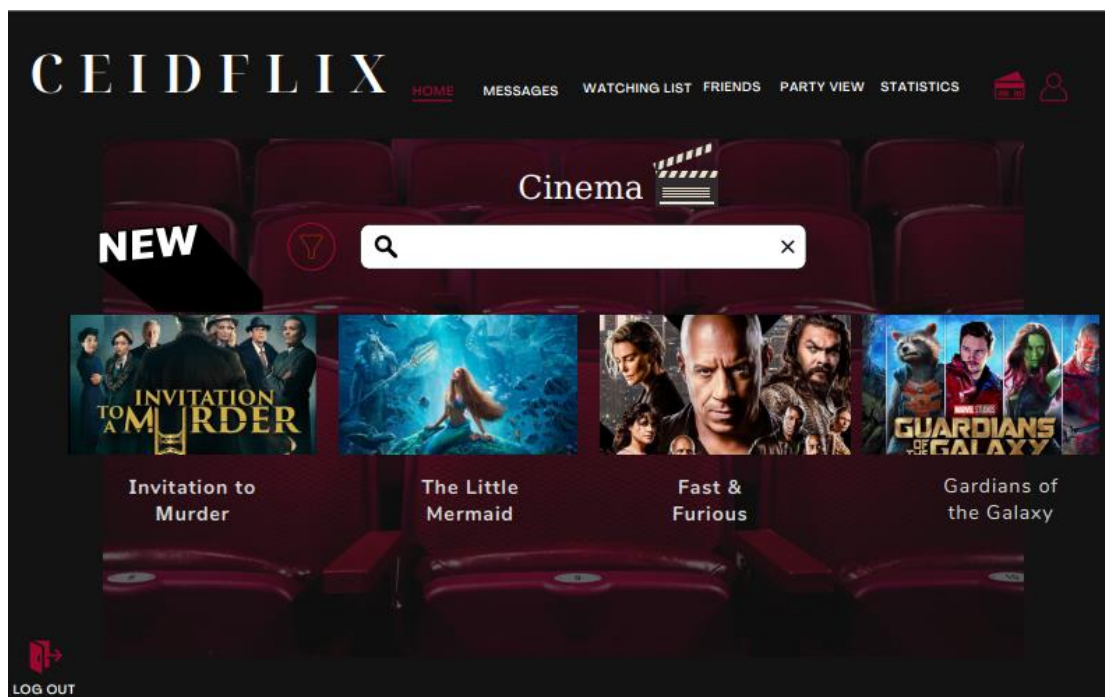 CEIDFLIX
HOME MESSAGES WATCHING LIST FRIENDS PARTY VIEW STATISTICS
Cinema
NEW
INVITATION
TO A MURDER
MARVEL STUDIOS
GUARDIANS
OF THE GALAXY
Invitation to
Murder
The Little
Mermaid
Fast &
Furious
Gardians of
the Galaxy
LOG OUT